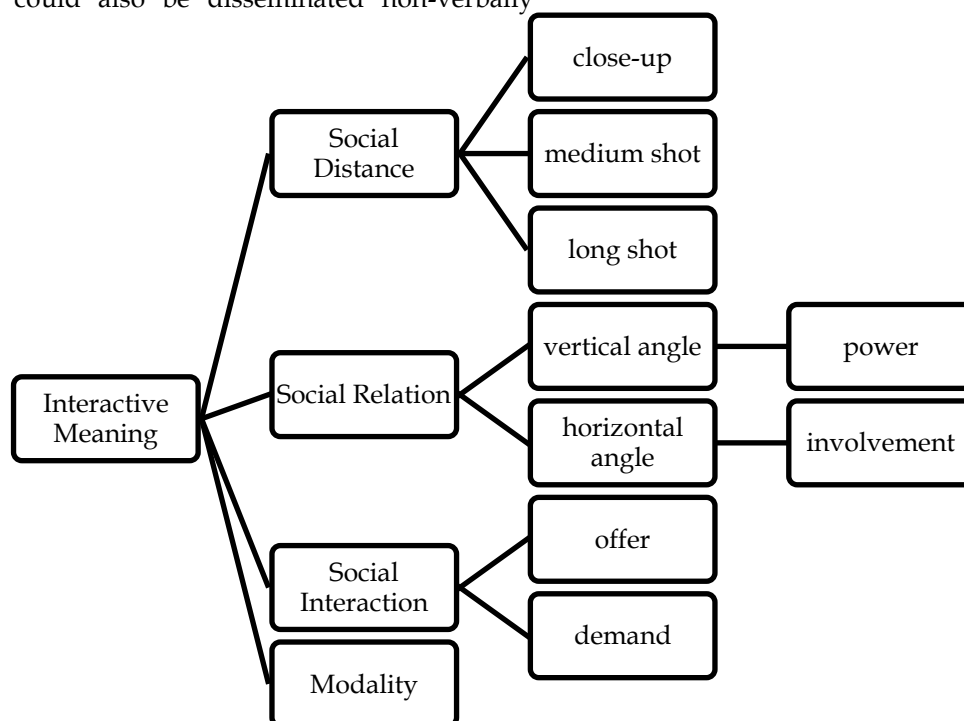 could also be disseminated non-verbally
close-up
Social
Distance
medium shot
long shot
vertical angle
power
Interactive
Meaning
Social Relation
horizontal
angle
involvement
offer
Social
Interaction
demand
Modality